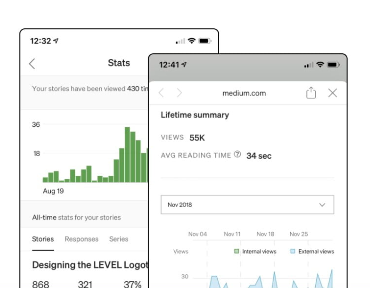 12:32
Stats
Your stories have been viewed 430 tin
36
18
Aug 19
All-time stats for your stories
Stories Responses Series
Designing the LEVEL Logot
868 321 37%
12:41
medium.com
Lifetime summary
VIEWS 55K
AVG READING TIME ? 34 sec
Nov 2018
Nov 04 Nov 11 Nov 18 Nov 25
Views Internal views External views
30